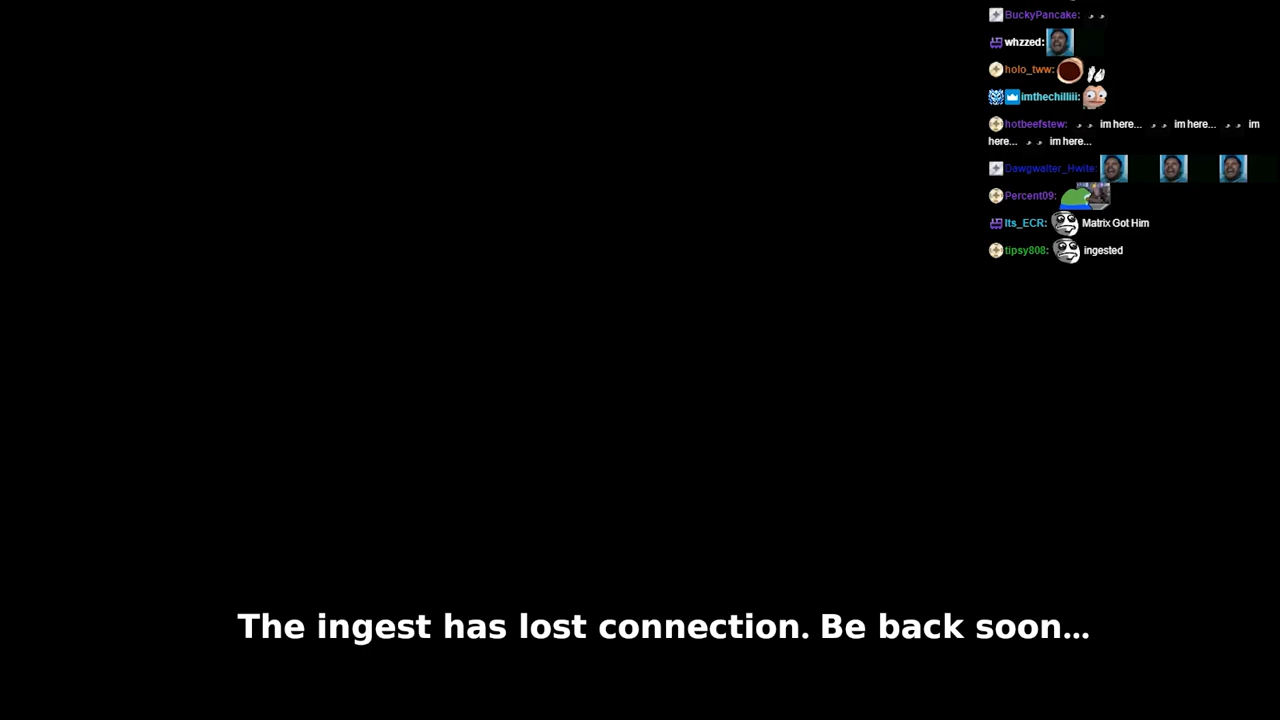 BuckyPancake:
whzzed:
holo_tww:
imthechilliii:
hotbeefstew: im here... im here... im
here... im here...
Dawgwalter_Hwite:
Percent09:
Its_ECR: Matrix Got Him
tipsy808: ingested
The ingest has lost connection. Be back soon...